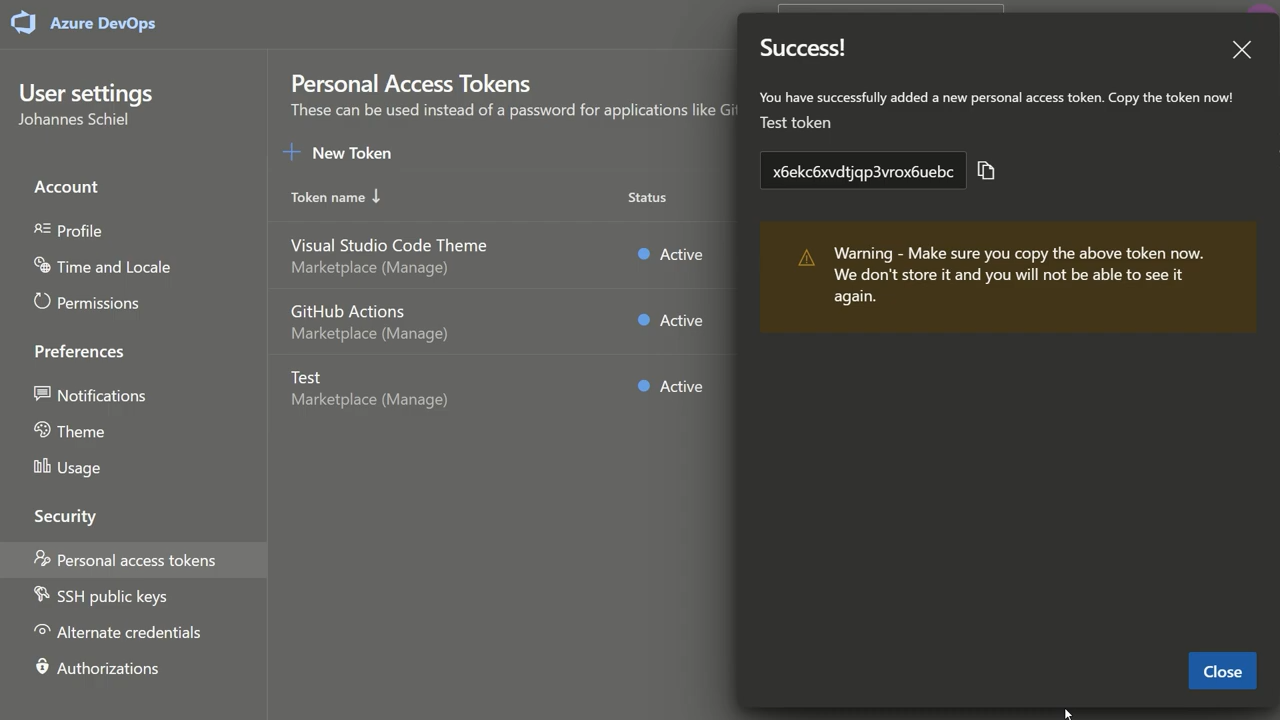 Azure DevOps
User settings
Johannes Schiel
Account
Profile
Time and Locale
Permissions
Preferences
Notifications
Theme
Usage
Security
Personal access tokens
SSH public keys
Alternate credentials
Authorizations
Personal Access Tokens
These can be used instead of a password for applications like Git
New Token
Token name
Status
Visual Studio Code Theme
Marketplace (Manage)
Active
GitHub Actions
Marketplace (Manage)
Active
Test
Marketplace (Manage)
Active
Success!
You have successfully added a new personal access token. Copy the token now!
Test token
x6ekc6xvdtjqp3vrox6uebc
Warning - Make sure you copy the above token now.
We don't store it and you will not be able to see it
again.
Close